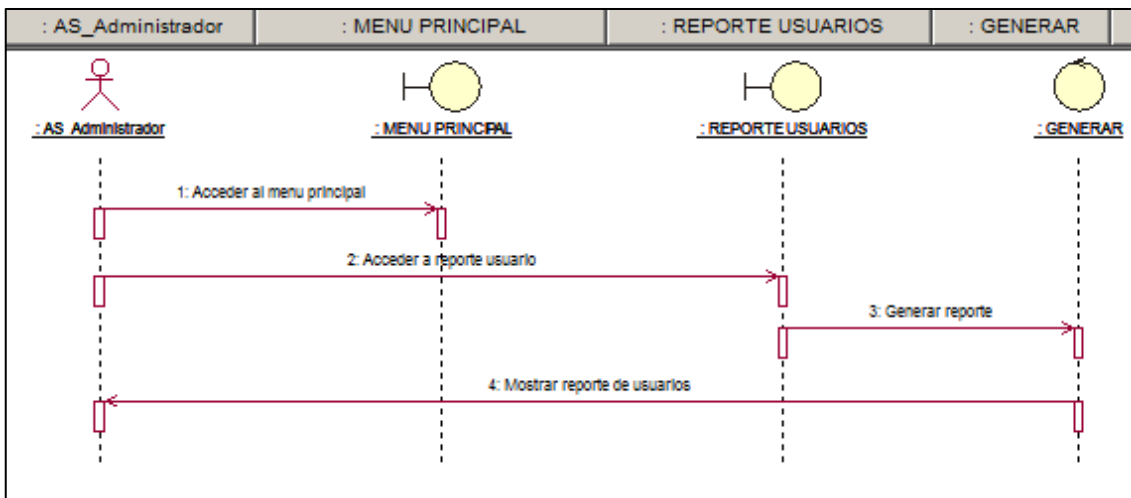 : AS_Administrador
: MENU PRINCIPAL
: REPORTE USUARIOS
: GENERAR
: AS_Administrador
: MENU PRINCIPAL
: REPORTE USUARIOS
: GENERAR
1: Acceder al menu principal
2: Acceder a reporte usuario
3: Generar reporte
4: Mostrar reporte de usuarios